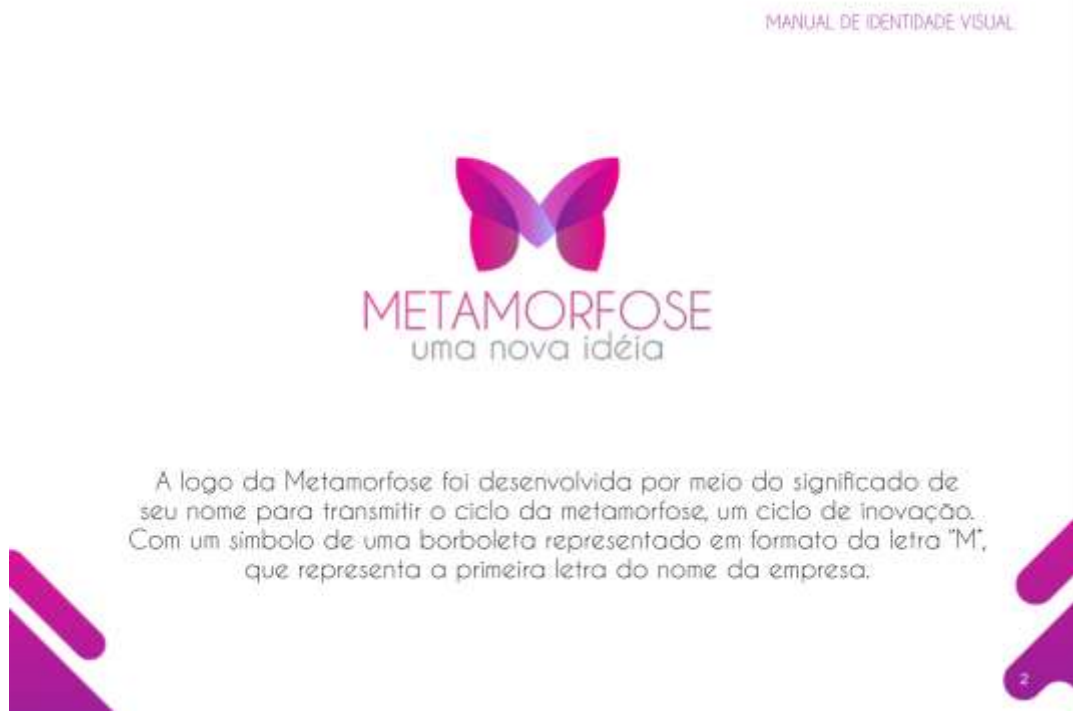 MANUAL DE IDENTIDADE VISUAL
METAMORFOSE
uma nova idéia
A logo da Metamorfose foi desenvolvida por meio do significado de
seu nome para transmitir o ciclo da metamorfose, um ciclo de inovação.
Com um simbolo de uma borboleta representado em formato da letra "M",
que representa a primeira letra do nome da empresa.
2